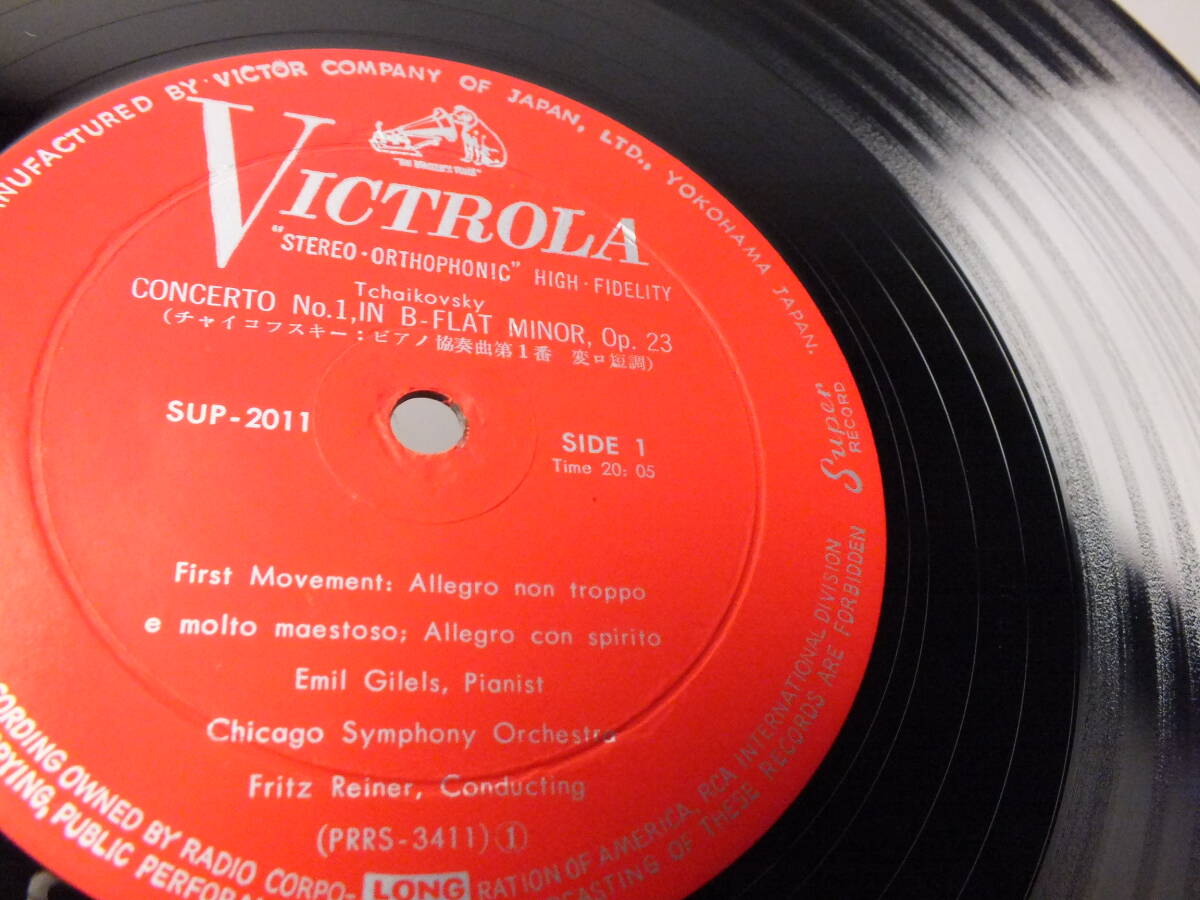 MANUFACTURED BY VICTOR COMPANY OF JAPAN, LTD., YOKOHAMA JAPAN.
"HIS MASTER'S VOICE"
VICTROLA
"STEREO-ORTHOPHONIC" HIGH-FIDELITY
Tchaikovsky
CONCERTO No.1, IN B-FLAT MINOR, Op. 23
(チャイコフスキー：ピアノ協奏曲第1番 変ロ短調)
SUP-2011
SIDE 1
Time 20: 05
Super
RECORD
First Movement: Allegro non troppo
e molto maestoso; Allegro con spirito
Emil Gilels, Pianist
Chicago Symphony Orchestra
Fritz Reiner, Conducting
(PRRS-3411)①
CORDING OWNED BY RADIO CORPO-RATION OF AMERICA, RCA INTERNATIONAL DIVISION
PYING, PUBLIC PERFOR
CASTING OF THESE RECORDS ARE FORBIDDEN
LONG